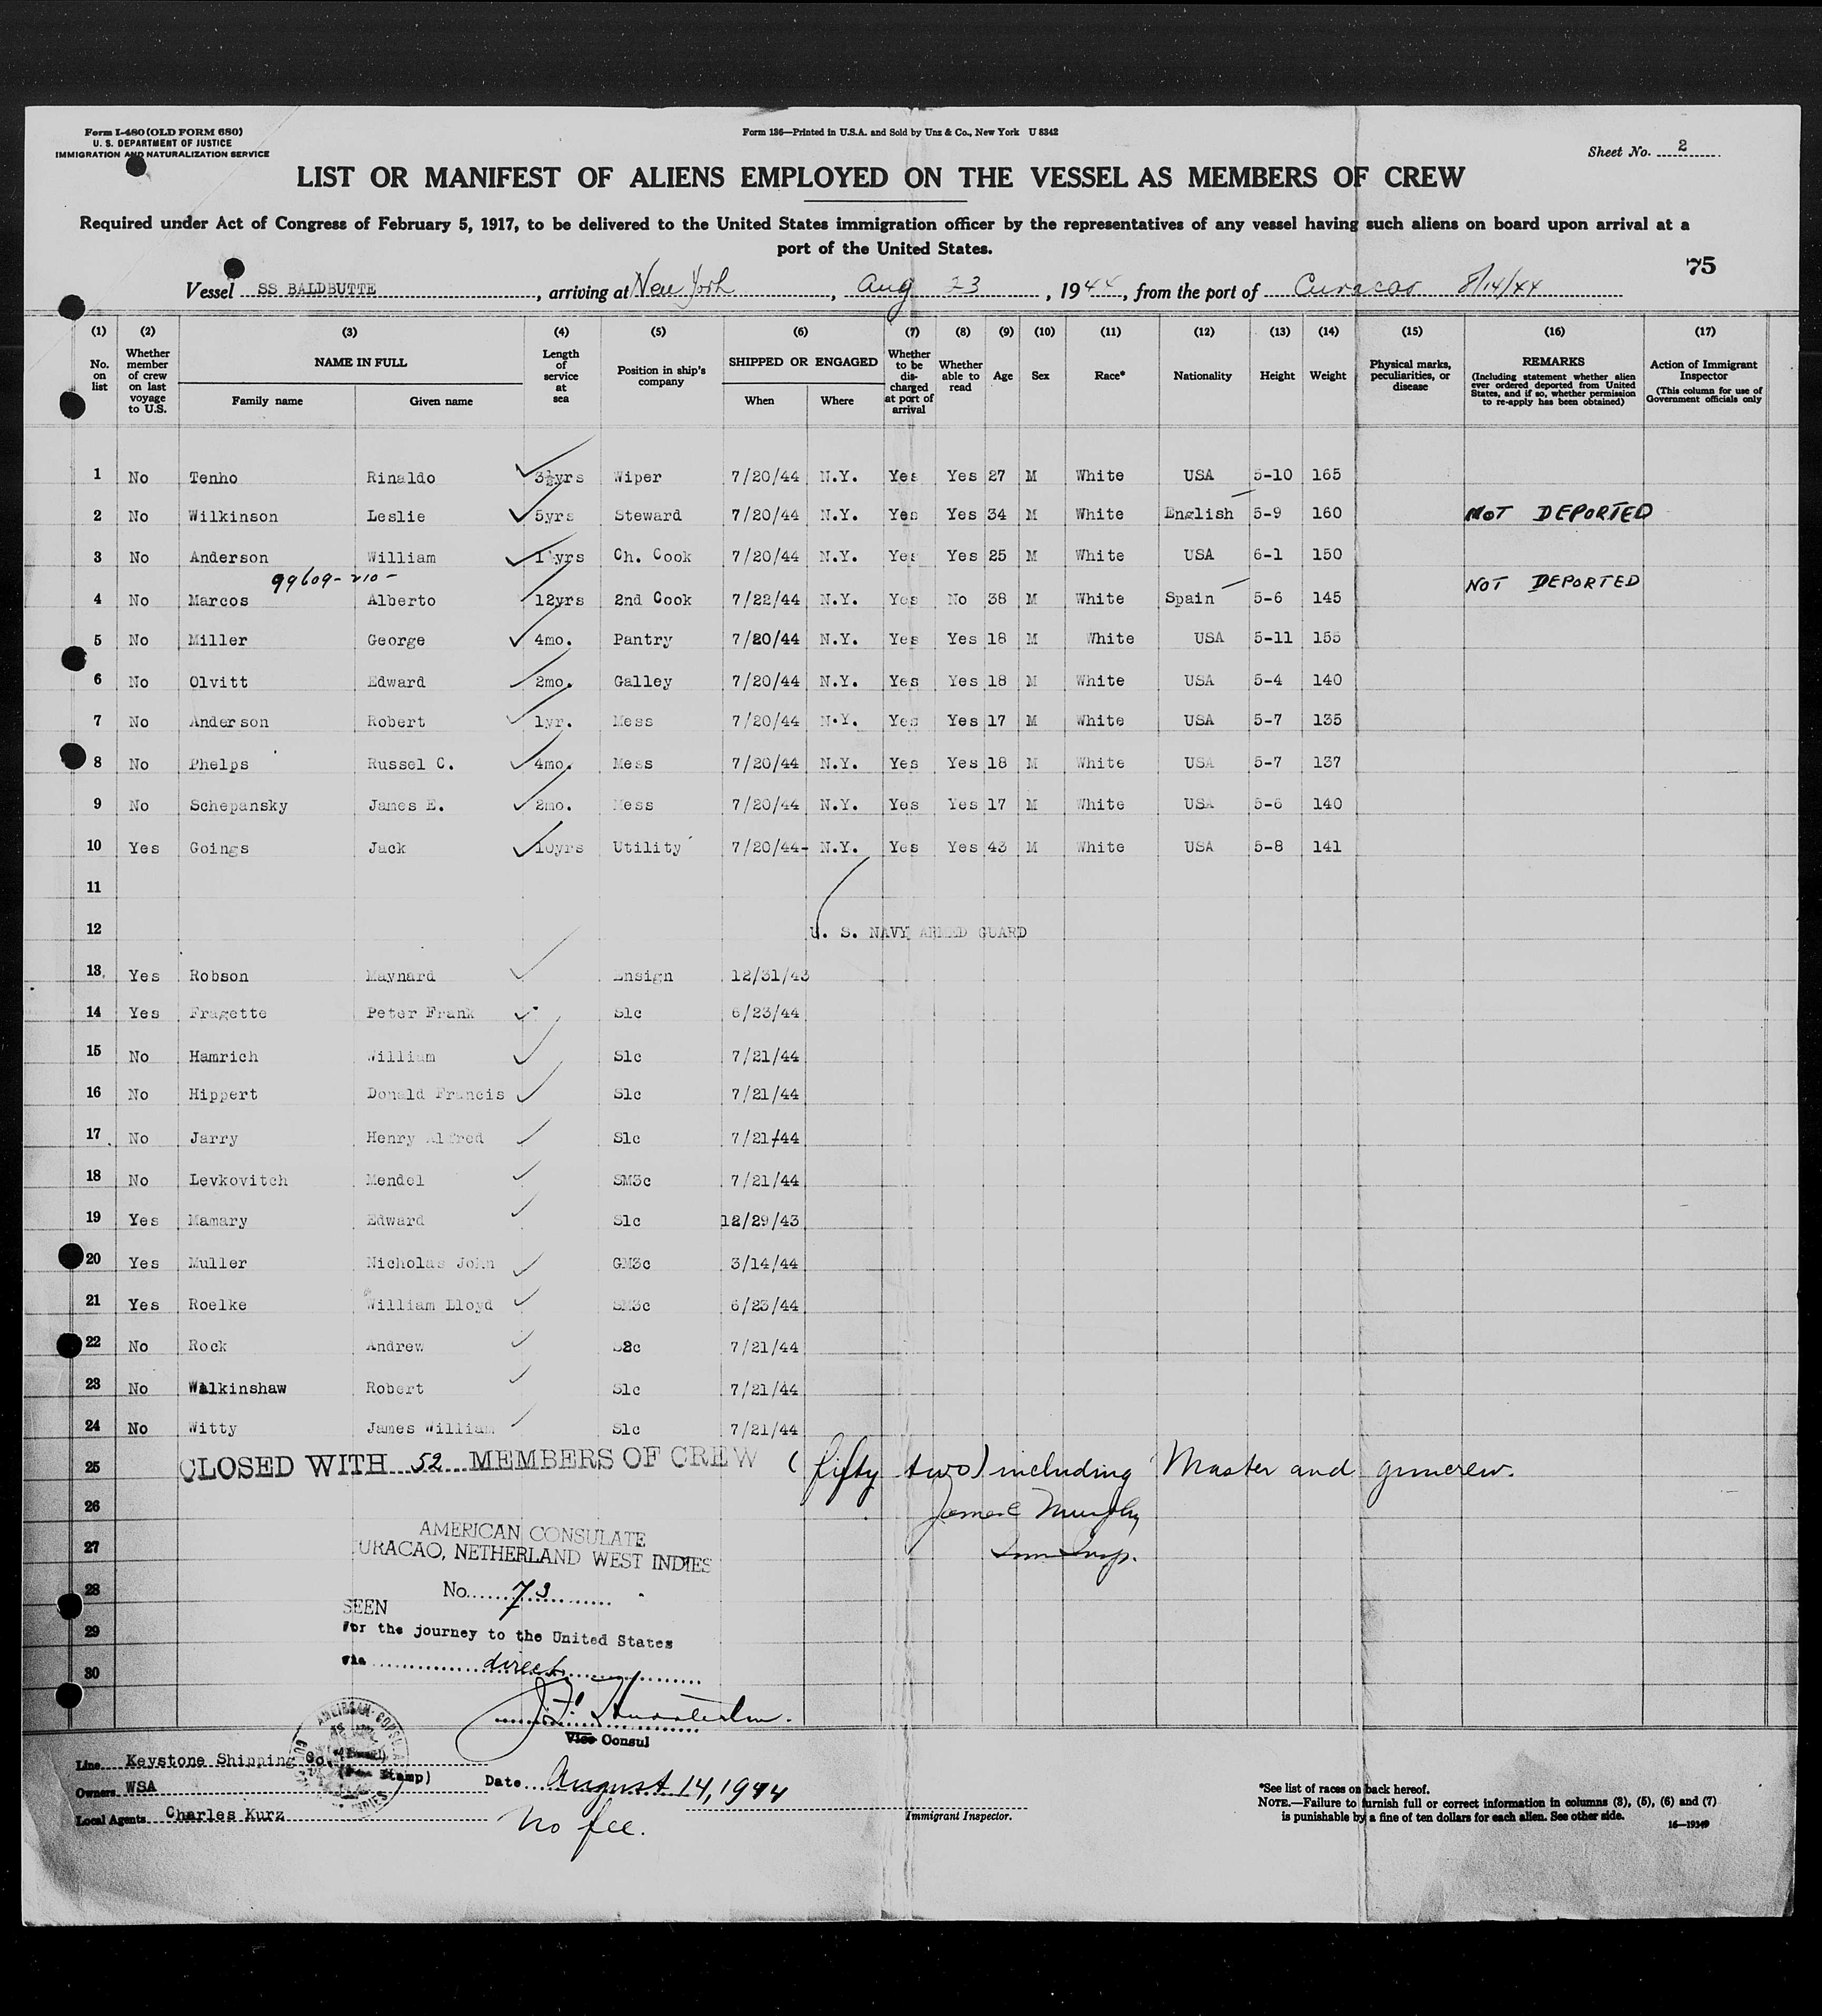 Form I-480 (OLD FORM 680)
U. S. DEPARTMENT OF JUSTICE
IMMIGRATION AND NATURALIZATION SERVICE
Form 136—Printed in U.S.A. and Sold by Unz & Co., New York U 8342
Sheet No. 2
LIST OR MANIFEST OF ALIENS EMPLOYED ON THE VESSEL AS MEMBERS OF CREW
Required under Act of Congress of February 5, 1917, to be delivered to the United States immigration officer by the representatives of any vessel having such aliens on board upon arrival at a
port of the United States.
75
Vessel SS BALDBUTTE, arriving at New York, Aug 23, 1944, from the port of Curacao 8/14/44
(1) (2) (3) (4) (5) (6) (7) (8) (9) (10) (11) (12) (13) (14) (15) (16) (17)
No. on list
Whether member of crew on last voyage to U.S.
NAME IN FULL
Family name Given name
Length of service at sea
Position in ship's company
SHIPPED OR ENGAGED
When Where
Whether to be discharged at port of arrival
Whether able to read
Age
Sex
Race*
Nationality
Height
Weight
Physical marks, peculiarities, or disease
REMARKS
(Including statement whether alien ever ordered deported from United States, and if so, whether permission to re-apply has been obtained)
Action of Immigrant Inspector
(This column for use of Government officials only
1 No Tenho Rinaldo 3½yrs Wiper 7/20/44 N.Y. Yes Yes 27 M White USA 5-10 165
2 No Wilkinson Leslie 5yrs Steward 7/20/44 N.Y. Yes Yes 34 M White English 5-9 160 NOT DEPORTED
3 No Anderson William yrs Ch. Cook 7/20/44 N.Y. Yes Yes 25 M White USA 6-1 150
99609-210-
4 No Marcos Alberto 12yrs 2nd Cook 7/22/44 N.Y. Yes No 38 M White Spain 5-6 145 NOT DEPORTED
5 No Miller George 4mo. Pantry 7/20/44 N.Y. Yes Yes 18 M White USA 5-11 155
6 No Olvitt Edward 2mo. Galley 7/20/44 N.Y. Yes Yes 18 M White USA 5-4 140
7 No Anderson Robert 1yr. Mess 7/20/44 N.Y. Yes Yes 17 M White USA 5-7 135
8 No Phelps Russel C. 4mo. Mess 7/20/44 N.Y. Yes Yes 18 M White USA 5-7 137
9 No Schepansky James E. 2mo. Mess 7/20/44 N.Y. Yes Yes 17 M White USA 5-6 140
10 Yes Goings Jack 10yrs Utility 7/20/44- N.Y. Yes Yes 43 M White USA 5-8 141
11
12 U. S. NAVY ARMED GUARD
13 Yes Robson Maynard Ensign 12/31/43
14 Yes Fragette Peter Frank S1c 6/23/44
15 No Hamrich William S1c 7/21/44
16 No Hippert Donald Francis S1c 7/21/44
17 No Jarry Henry Alfred S1c 7/21/44
18 No Levkovitch Mendel SM3c 7/21/44
19 Yes Mamary Edward S1c 12/29/43
20 Yes Muller Nicholas John GM3c 3/14/44
21 Yes Roelke William Lloyd SM3c 6/23/44
22 No Rock Andrew S2c 7/21/44
23 No Walkinshaw Robert S1c 7/21/44
24 No Witty James William S1c 7/21/44
25 CLOSED WITH 52 MEMBERS OF CREW (fifty two) including Master and guncrew.
26 James C Murphy
27 Imm Insp.
AMERICAN CONSULATE
URACAO, NETHERLAND WEST INDIES
28 No. 73
SEEN
29 For the journey to the United States
30 via direct
Vice Consul
Line Keystone Shipping Co.
(Fee Stamp)
Owners WSA
Local Agents Charles Kurz
Date August 14, 1944
No fee.
Immigrant Inspector.
*See list of races on back hereof.
NOTE.—Failure to furnish full or correct information in columns (3), (5), (6) and (7)
is punishable by a fine of ten dollars for each alien. See other side.
16—19349